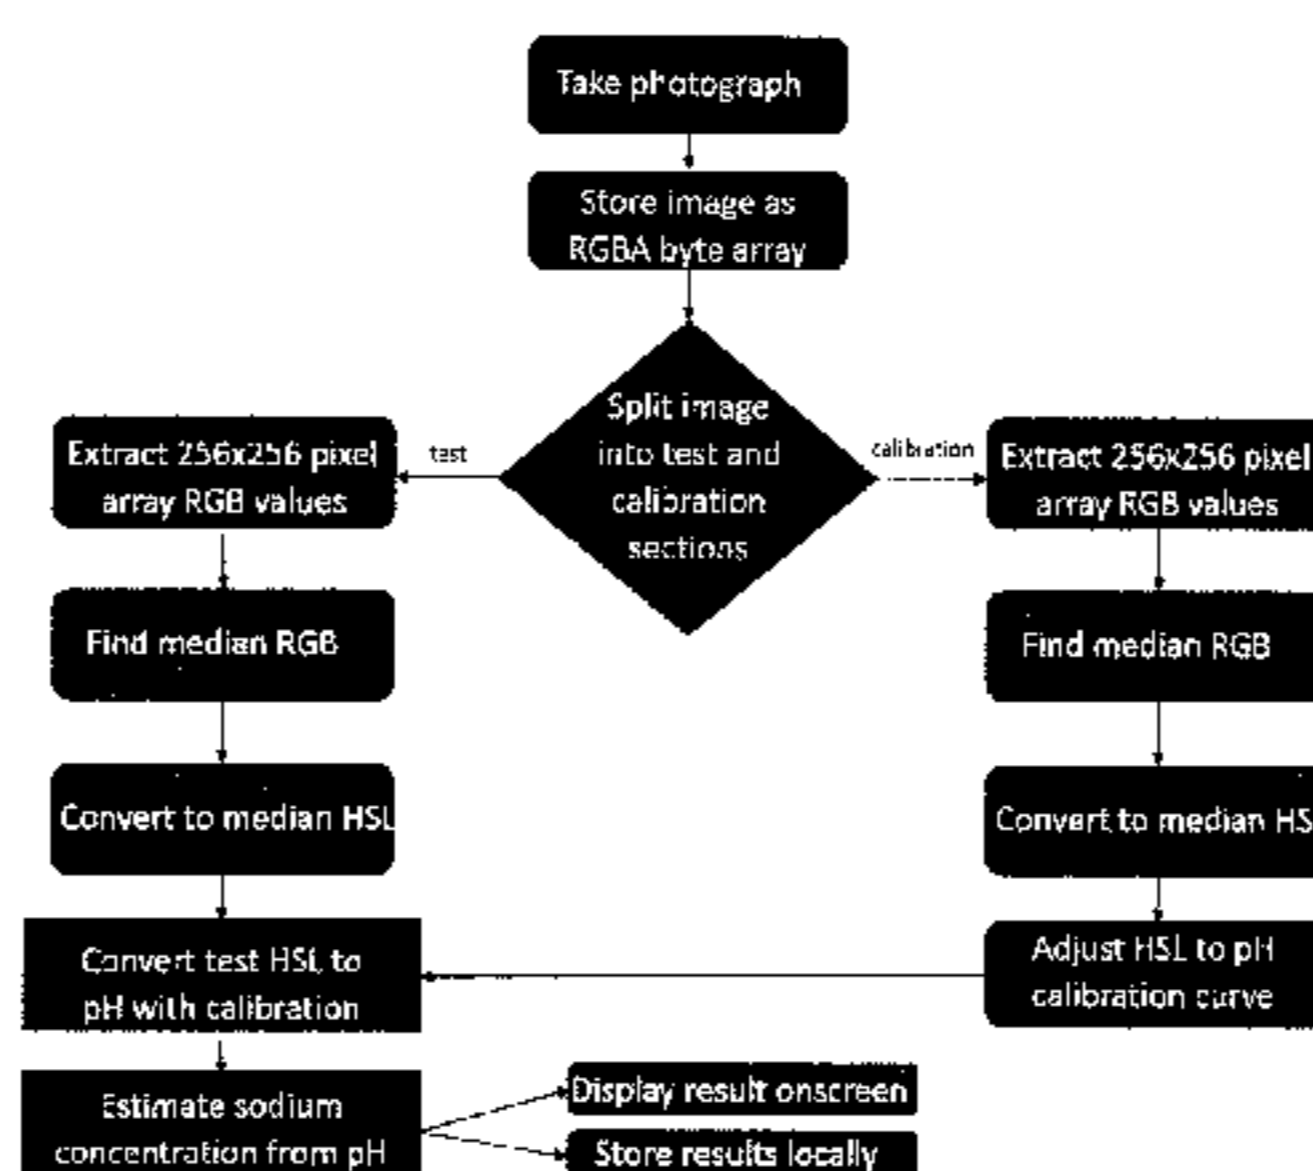 Take photograph
Store image as
RGBA byte array
Split image
into test and
calibration
sections
test
calibration
Extract 256x256 pixel
array RGB values
Find median RGB
Convert to median HSL
Convert test HSL to
pH with calibration
Estimate sodium
concentration from pH
Extract 256x256 pixel
array RGB values
Find median RGB
Convert to median HS
Adjust HSL to pH
calibration curve
Display result onscreen
Store results locally